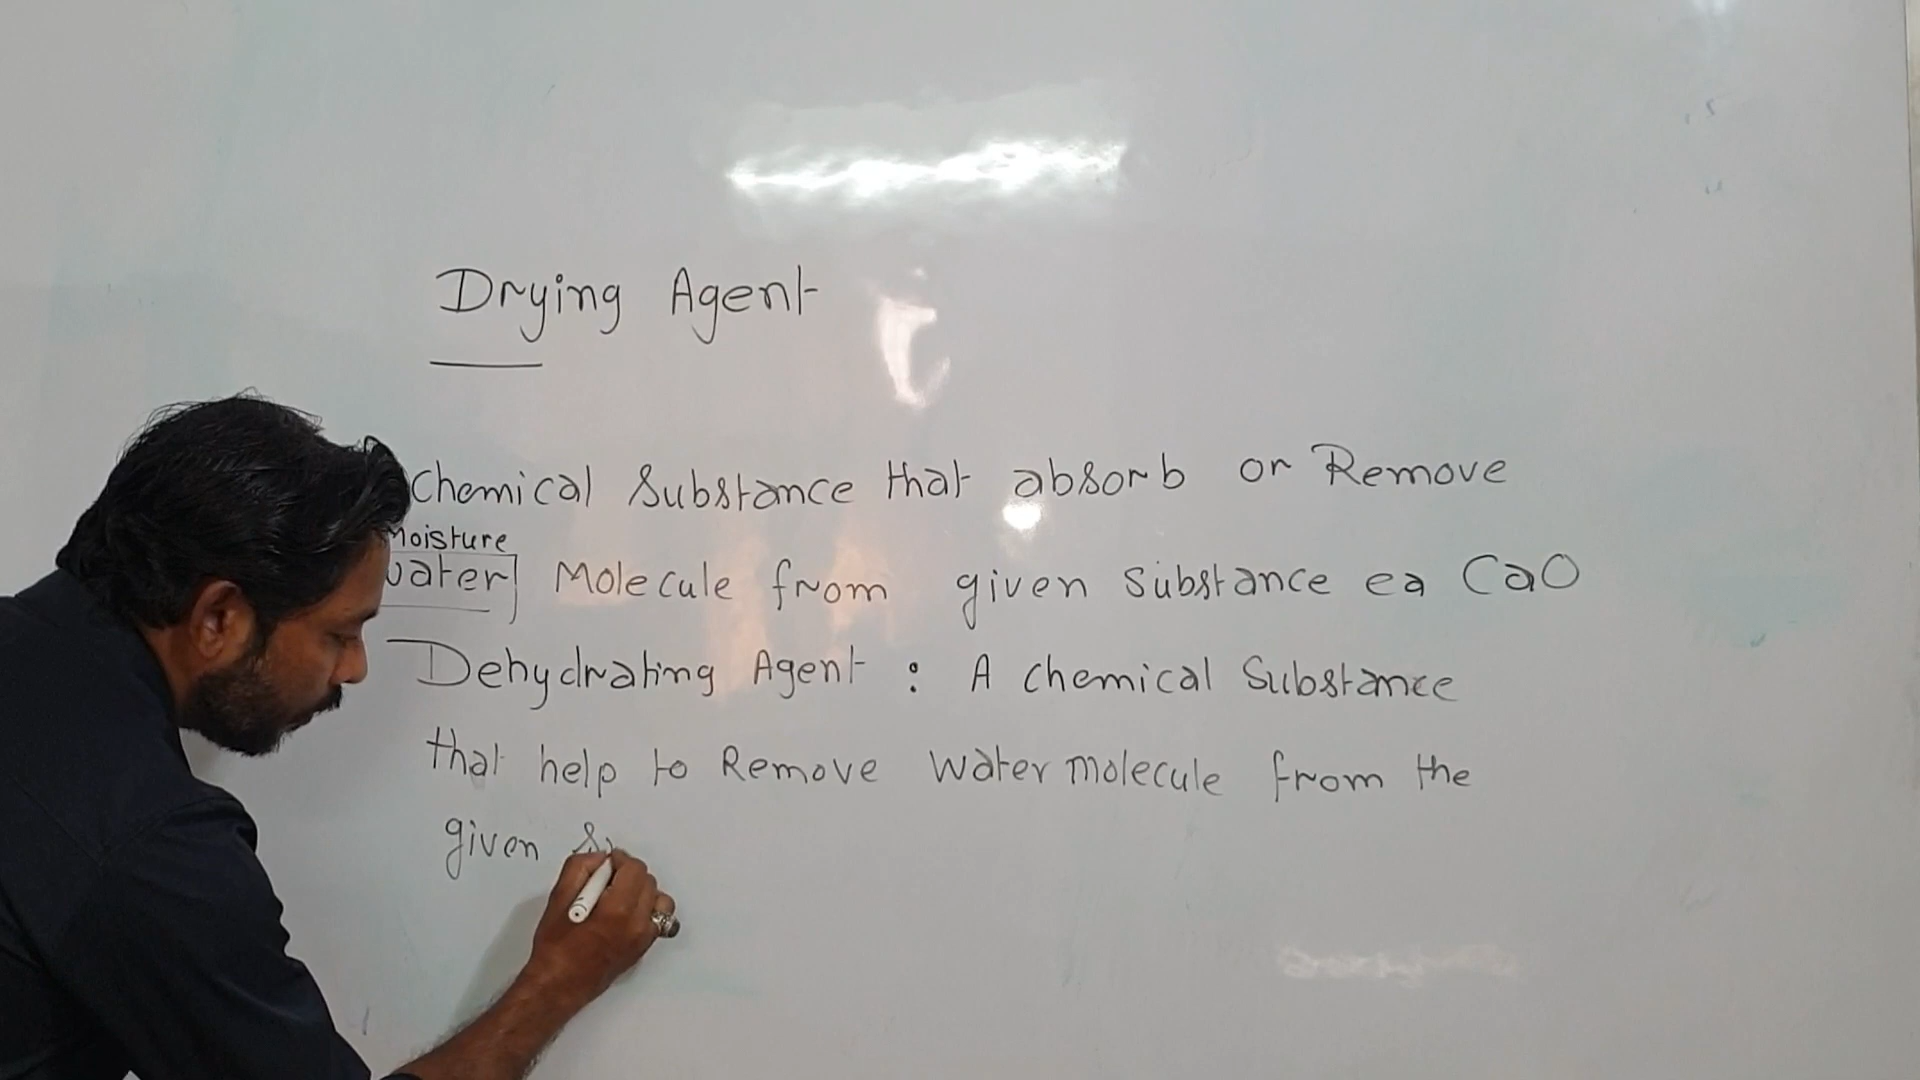 Drying Agent
Chemical Substance that absorb or Remove
Moisture
water Molecule from given substance ea CaO
Dehydrating Agent : A chemical Substance
that help to Remove water molecule from the
given Su